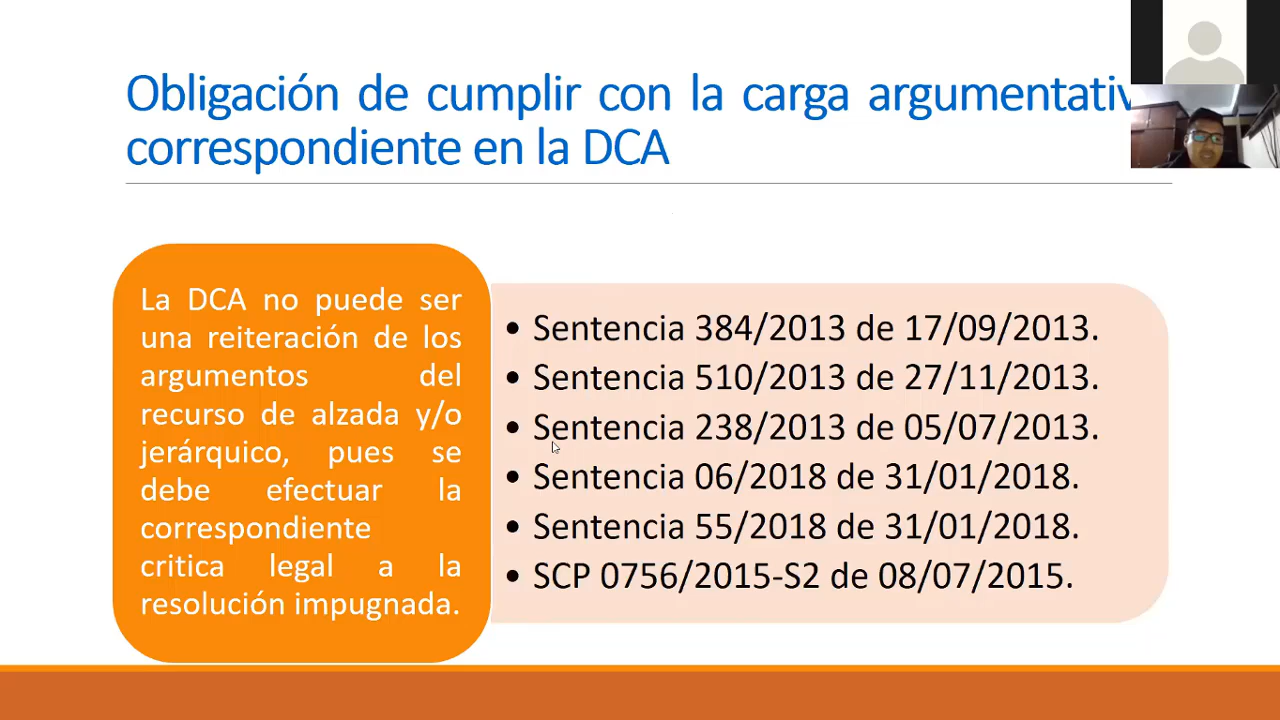 Obligación de cumplir con la carga argumentativ
correspondiente en la DCA
La DCA no puede ser
una reiteración de los
argumentos del
recurso de alzada y/o
jerárquico, pues se
debe efectuar la
correspondiente
critica legal a la
resolución impugnada.
• Sentencia 384/2013 de 17/09/2013.
• Sentencia 510/2013 de 27/11/2013.
• Sentencia 238/2013 de 05/07/2013.
• Sentencia 06/2018 de 31/01/2018.
• Sentencia 55/2018 de 31/01/2018.
• SCP 0756/2015-S2 de 08/07/2015.